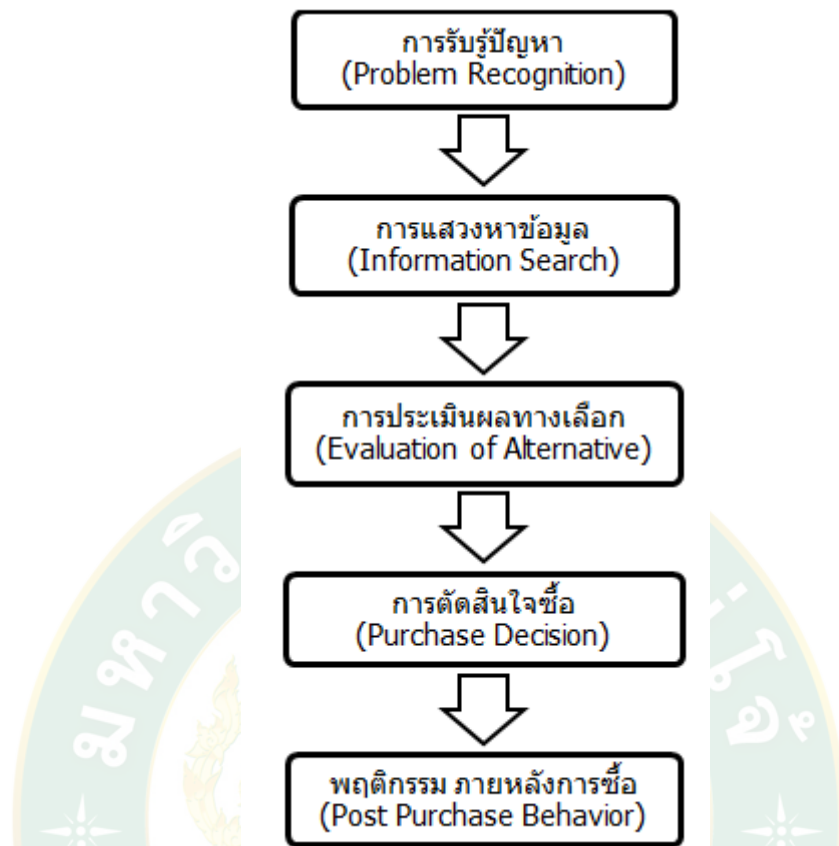 การรับรู้ปัญหา
(Problem Recognition)
การแสวงหาข้อมูล
(Information Search)
การประเมินผลทางเลือก
(Evaluation of Alternative)
การตัดสินใจซื้อ
(Purchase Decision)
พฤติกรรม ภายหลังการซื้อ
(Post Purchase Behavior)